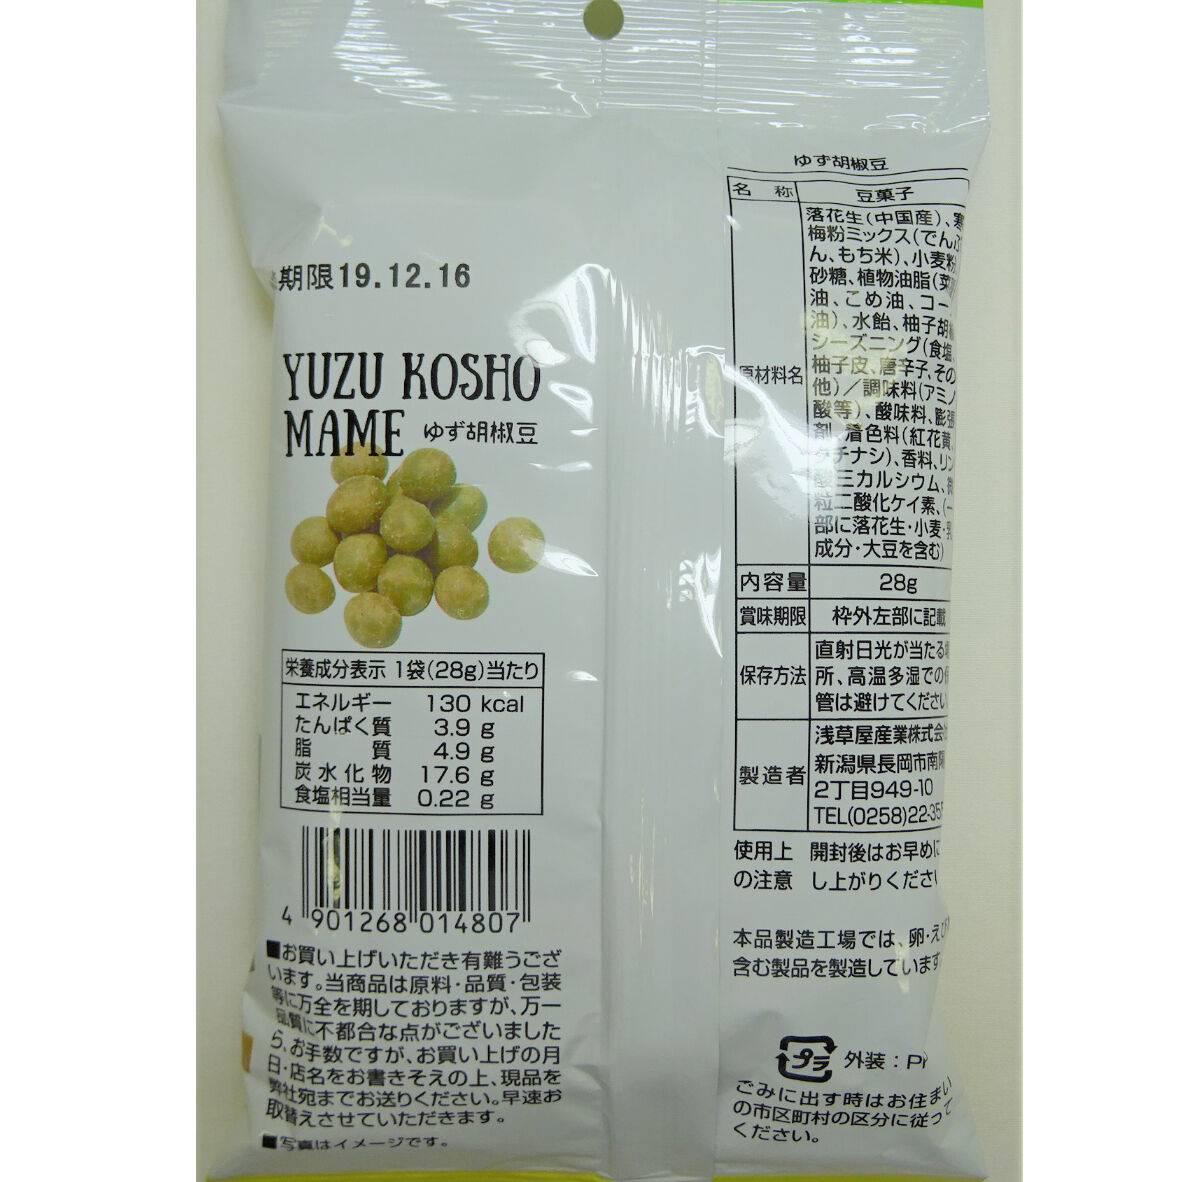 期限19.12.16
YUZU KOSHO
MAME ゆず胡椒豆
栄養成分表示 1袋(28g)当たり
エネルギー 130 kcal
たんぱく質 3.9 g
脂質 4.9 g
炭水化物 17.6 g
食塩相当量 0.22 g
4 901268 014807
■お買い上げいただき有難うござ
います。当商品は原料・品質・包装
等に万全を期しておりますが、万一
品質に不都合な点がございました
ら、お手数ですが、お買い上げの月
日・店名をお書きそえの上、現品を
弊社宛までお送りください。早速お
取替えさせていただきます。
■写真はイメージです。
ゆず胡椒豆
名称 豆菓子
原材料名
落花生(中国産)、寒
梅粉ミックス(でんぷ
ん、もち米)、小麦粉、
砂糖、植物油脂(菜種
油、こめ油、コーン
油)、水飴、柚子胡椒
シーズニング(食塩、
柚子皮、唐辛子、その
他)／調味料(アミノ
酸等)、酸味料、膨張
剤、着色料(紅花黄、
クチナシ)、香料、リン
酸三カルシウム、微
粒二酸化ケイ素、(一
部に落花生・小麦・乳
成分・大豆を含む)
内容量 28g
賞味期限 枠外左部に記載
保存方法
直射日光が当たる場
所、高温多湿での保
管は避けてください
製造者
浅草屋産業株式会社
新潟県長岡市南陽
2丁目949-10
TEL(0258)22-35
使用上 開封後はお早めに
の注意 し上がりください
本品製造工場では、卵・えび
含む製品を製造しています
プラ 外装：P
ごみに出す時はお住まい
の市区町村の区分に従って
ください。